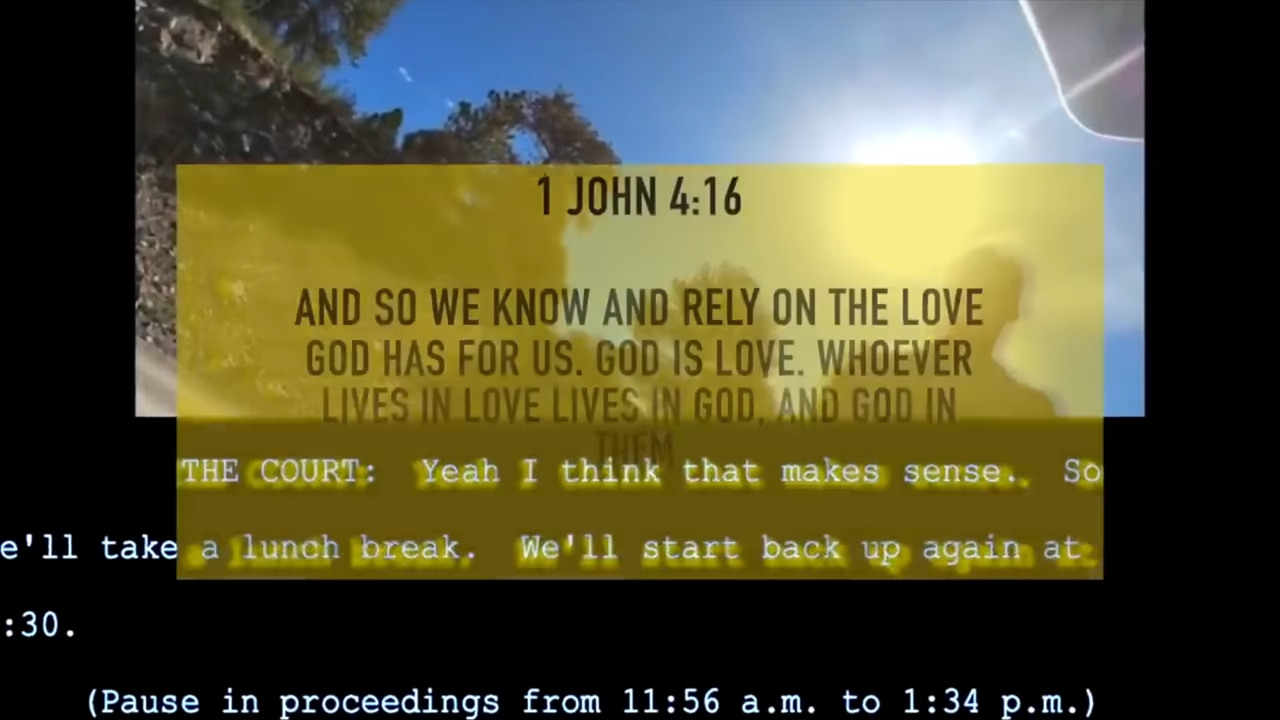 1 JOHN 4:16
AND SO WE KNOW AND RELY ON THE LOVE
GOD HAS FOR US. GOD IS LOVE. WHOEVER
LIVES IN LOVE LIVES IN GOD, AND GOD IN
THEM
THE COURT: Yeah I think that makes sense. So
e'll take a lunch break. We'll start back up again at
:30.
(Pause in proceedings from 11:56 a.m. to 1:34 p.m.)